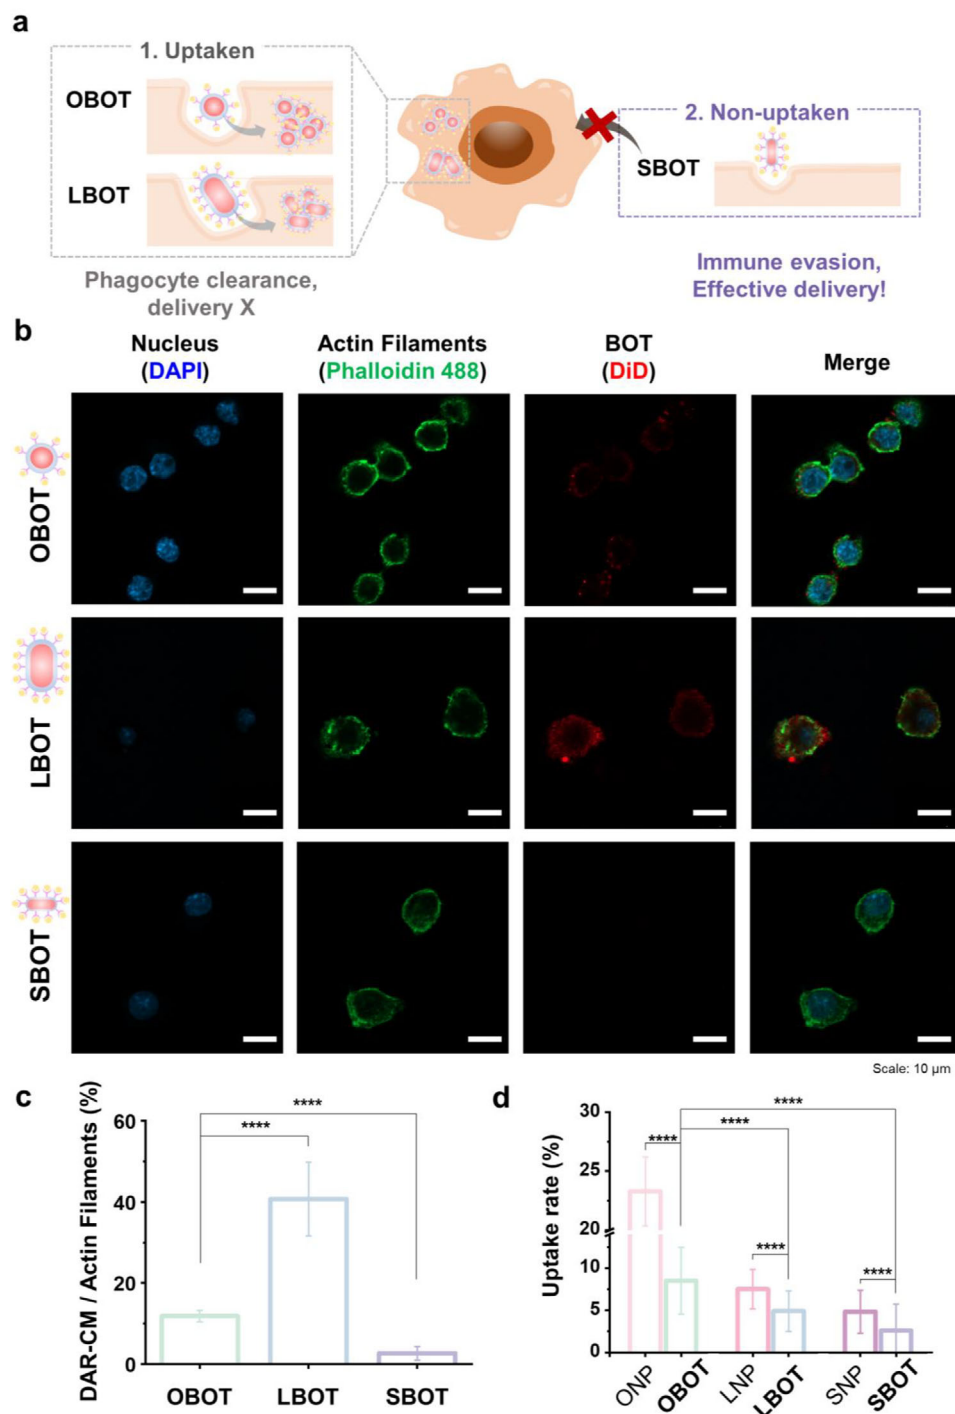 a
1. Uptaken
OBOT
LBOT
Phagocyte clearance,
delivery X
2. Non-uptaken
SBOT
Immune evasion,
Effective delivery!
b
Nucleus
(DAPI)
Actin Filaments
(Phalloidin 488)
BOT
(DiD)
Merge
OBOT
LBOT
SBOT
Scale: 10 µm
c
DAR-CM / Actin Filaments (%)
60
40
20
0
****
****
OBOT
LBOT
SBOT
d
Uptake rate (%)
30
25
20
10
5
0
****
****
****
****
****
ONP
OBOT
LNP
LBOT
SNP
SBOT